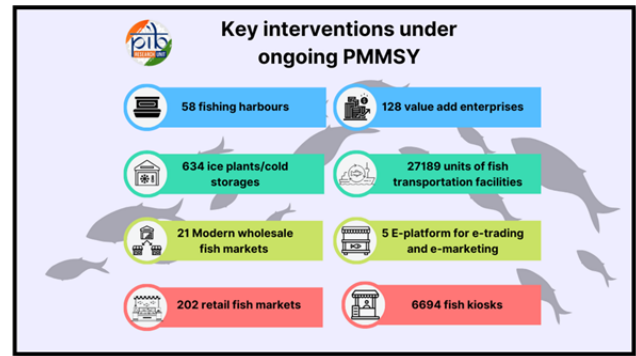 pib
RESEARCH UNIT
Key interventions under
ongoing PMMSY
58 fishing harbours
128 value add enterprises
634 ice plants/cold
storages
27189 units of fish
transportation facilities
21 Modern wholesale
fish markets
5 E-platform for e-trading
and e-marketing
202 retail fish markets
6694 fish kiosks